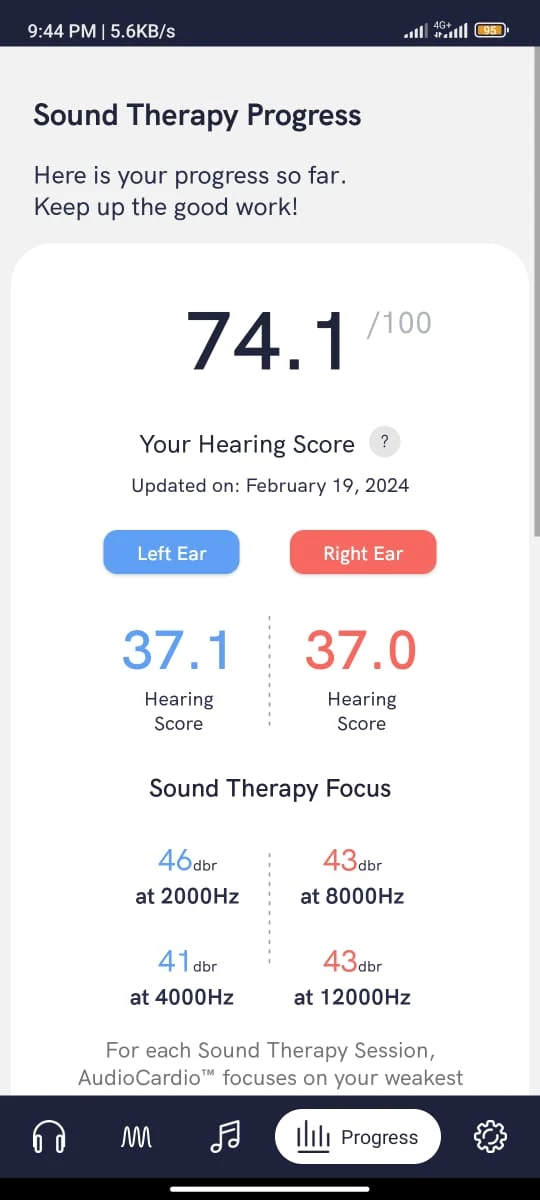 9:44 PM | 5.6KB/s
4G+
95
Sound Therapy Progress
Here is your progress so far.
Keep up the good work!
74.1 /100
Your Hearing Score ?
Updated on: February 19, 2024
Left Ear Right Ear
37.1 37.0
Hearing Hearing
Score Score
Sound Therapy Focus
46dbr 43dbr
at 2000Hz at 8000Hz
41dbr 43dbr
at 4000Hz at 12000Hz
For each Sound Therapy Session,
AudioCardio™ focuses on your weakest
Progress